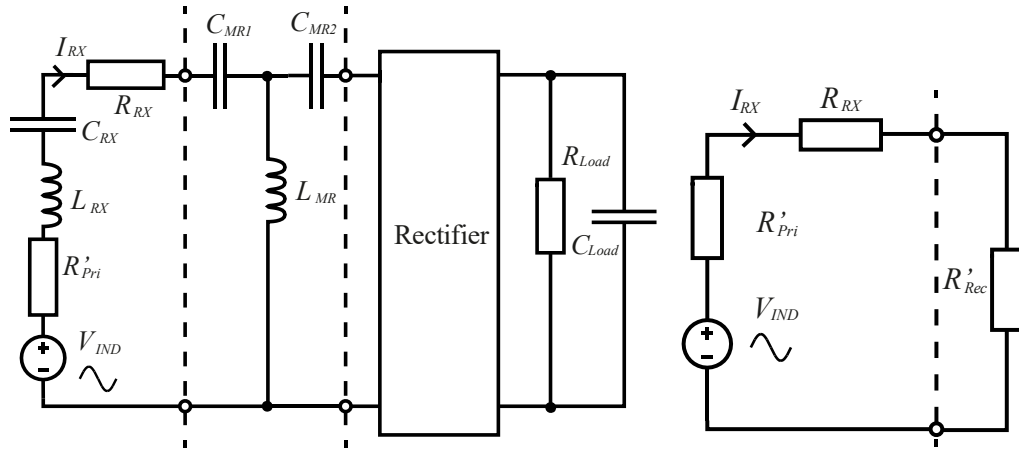 C_MR1
C_MR2
I_RX
R_RX
C_RX
L_RX
L_MR
R'_Pri
V_IND
+
−
Rectifier
R_Load
C_Load
I_RX
R_RX
R'_Pri
V_IND
+
−
R'_Rec